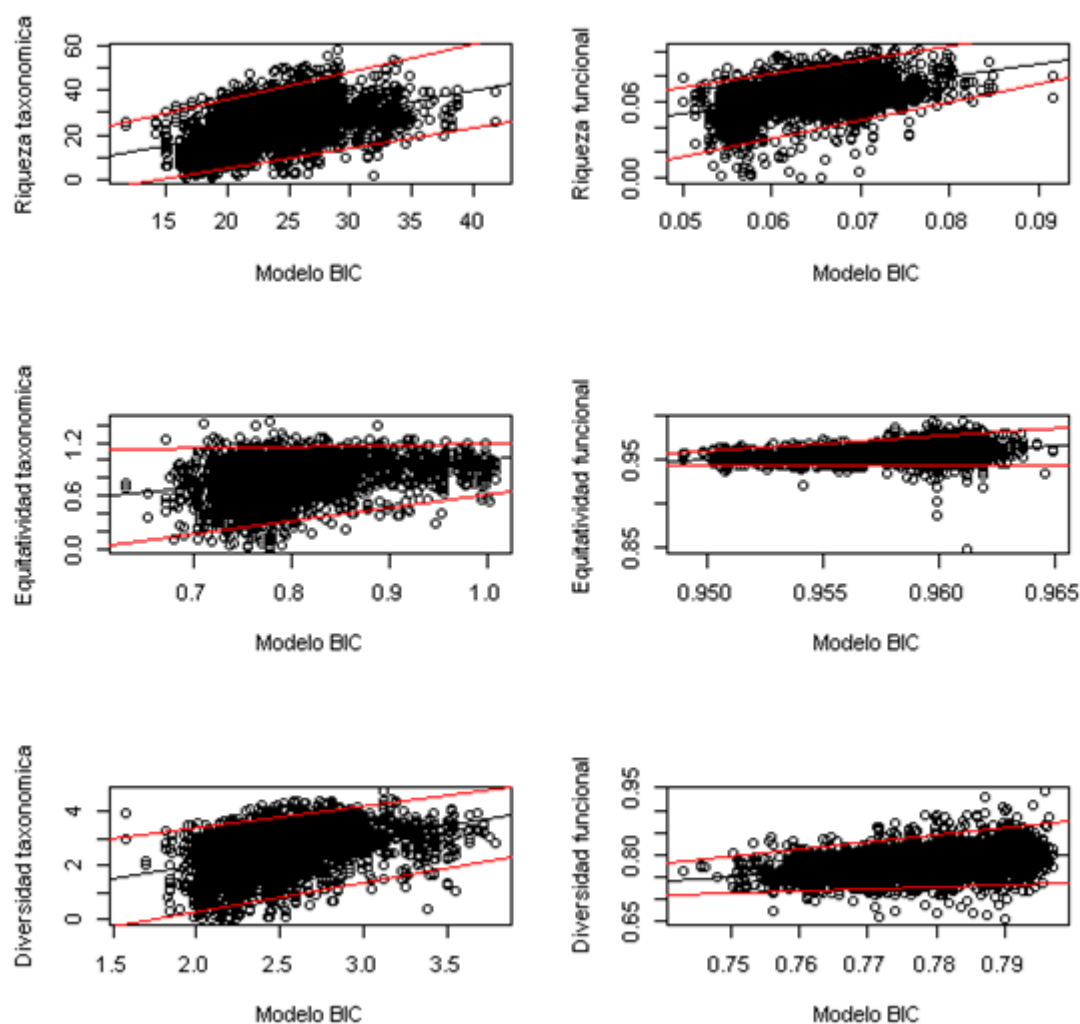 Riqueza taxonomica
0 20 40 60
15 20 25 30 35 40
Modelo BIC
Riqueza funcional
0.00 0.06
0.05 0.06 0.07 0.08 0.09
Modelo BIC
Equitatividad taxonomica
0.0 0.6 1.2
0.7 0.8 0.9 1.0
Modelo BIC
Equitatividad funcional
0.85 0.95
0.950 0.955 0.960 0.965
Modelo BIC
Diversidad taxonomica
0 2 4
1.5 2.0 2.5 3.0 3.5
Modelo BIC
Diversidad funcional
0.65 0.80 0.95
0.75 0.76 0.77 0.78 0.79
Modelo BIC